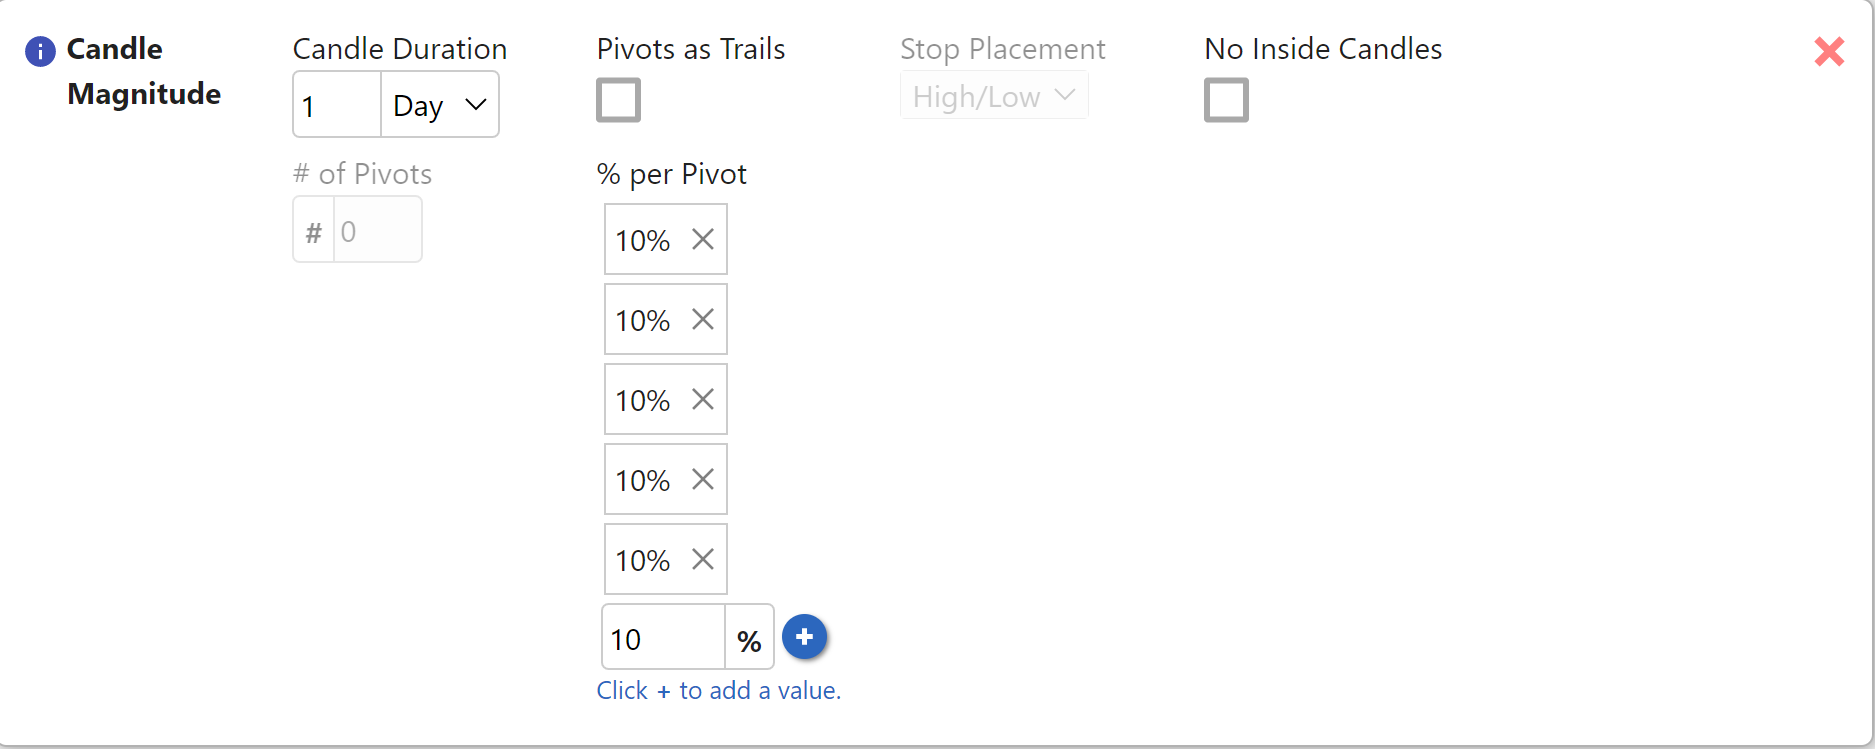 Candle Magnitude
Candle Duration
1 Day
Pivots as Trails
Stop Placement
High/Low
No Inside Candles
# of Pivots
# 0
% per Pivot
10%
10%
10%
10%
10%
10 %
Click + to add a value.